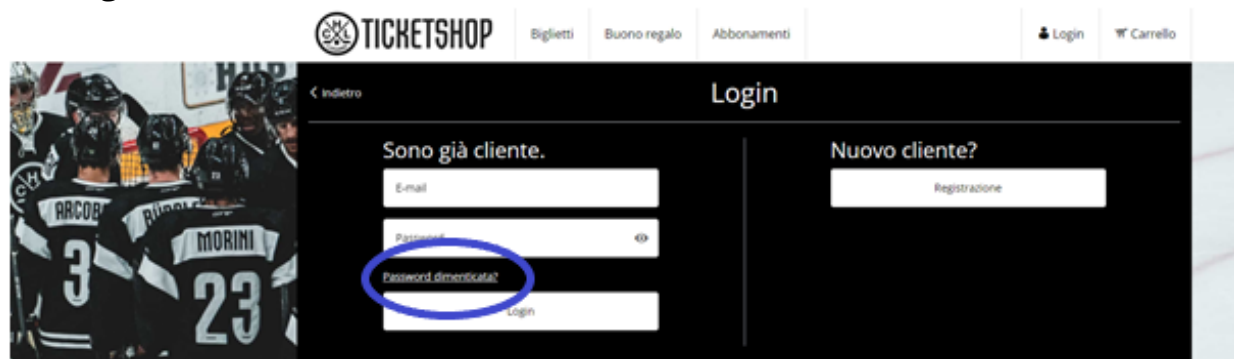 TICKETSHOP
Biglietti Buono regalo Abbonamenti Login Carrello
Indietro
Login
Sono già cliente.
Nuovo cliente?
E-mail
Registrazione
Password
Password dimenticata?
Login
MORINI
3
23